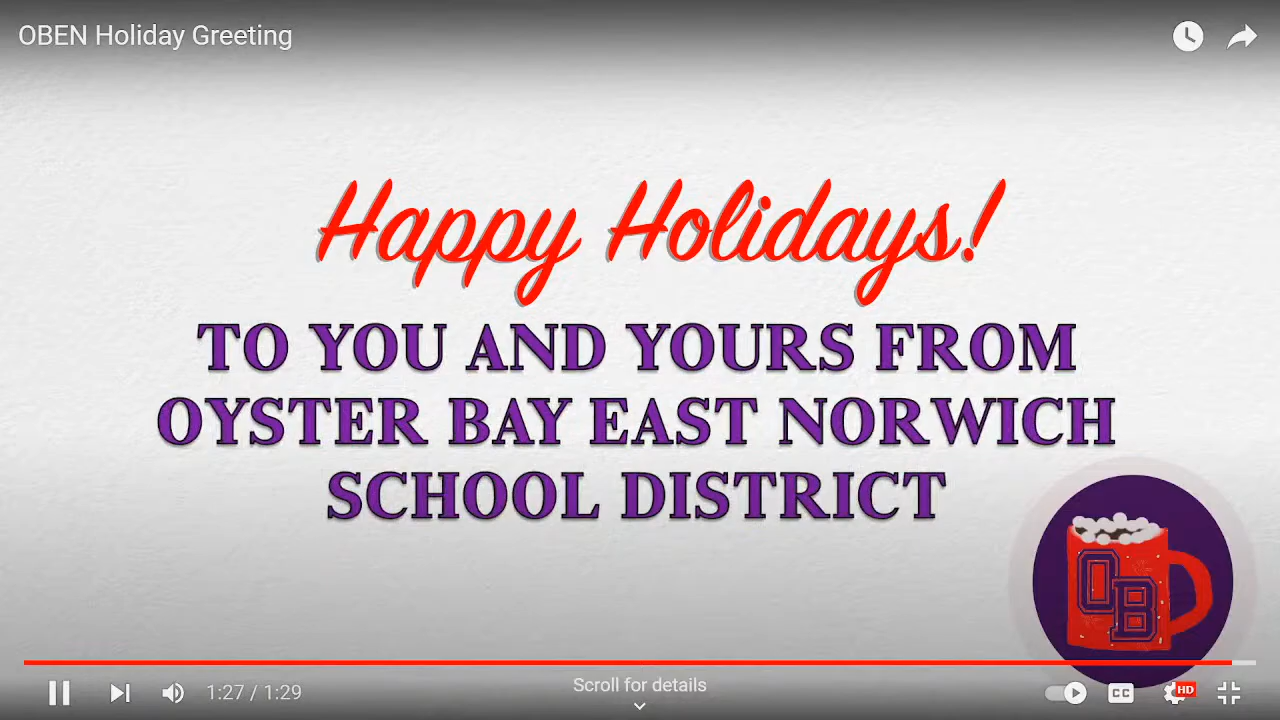 OBEN Holiday Greeting
Happy Holidays!
TO YOU AND YOURS FROM
OYSTER BAY EAST NORWICH
SCHOOL DISTRICT
OB
1:27 / 1:29
Scroll for details
CC
HD